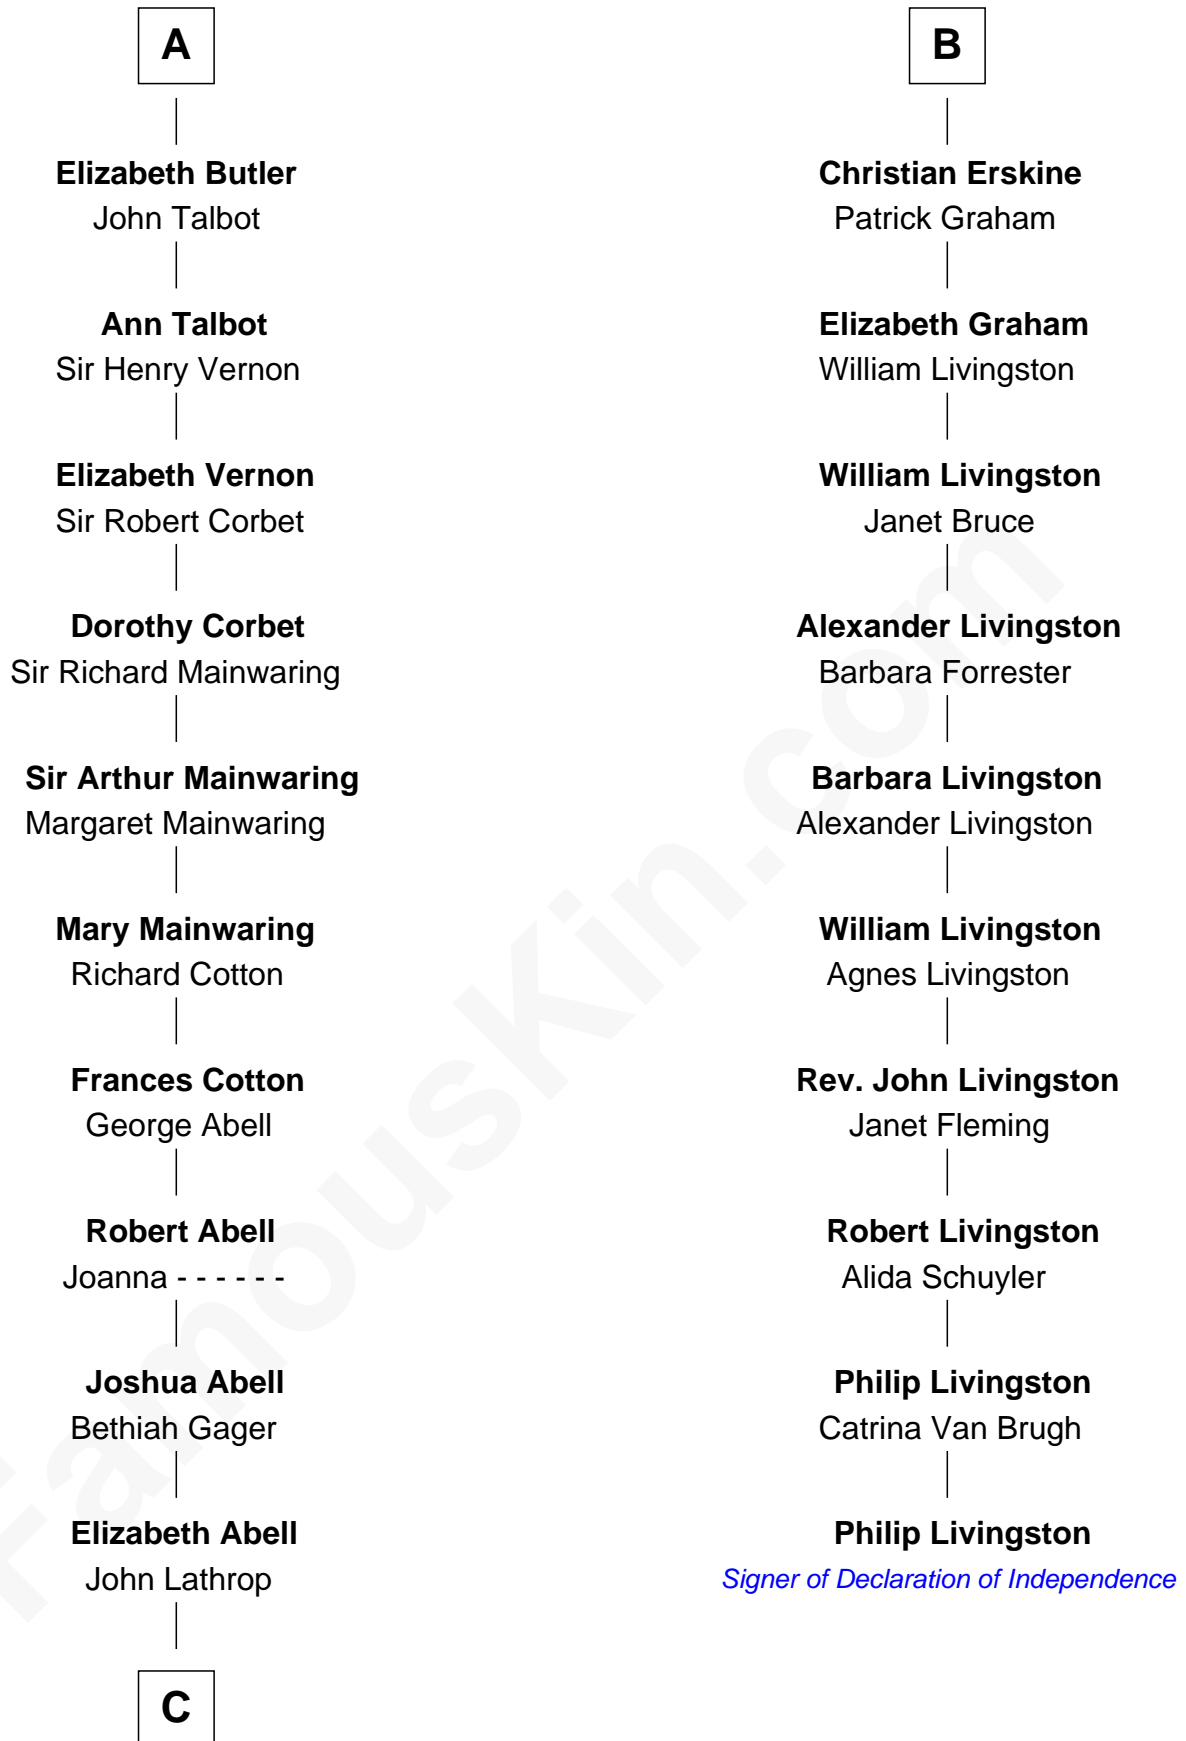 A
Elizabeth Butler
John Talbot
Ann Talbot
Sir Henry Vernon
Elizabeth Vernon
Sir Robert Corbet
Dorothy Corbet
Sir Richard Mainwaring
Sir Arthur Mainwaring
Margaret Mainwaring
Mary Mainwaring
Richard Cotton
Frances Cotton
George Abell
Robert Abell
Joanna - - - - - -
Joshua Abell
Bethiah Gager
Elizabeth Abell
John Lathrop
C
B
Christian Erskine
Patrick Graham
Elizabeth Graham
William Livingston
William Livingston
Janet Bruce
Alexander Livingston
Barbara Forrester
Barbara Livingston
Alexander Livingston
William Livingston
Agnes Livingston
Rev. John Livingston
Janet Fleming
Robert Livingston
Alida Schuyler
Philip Livingston
Catrina Van Brugh
Philip Livingston
Signer of Declaration of Independence
FamousKin.com